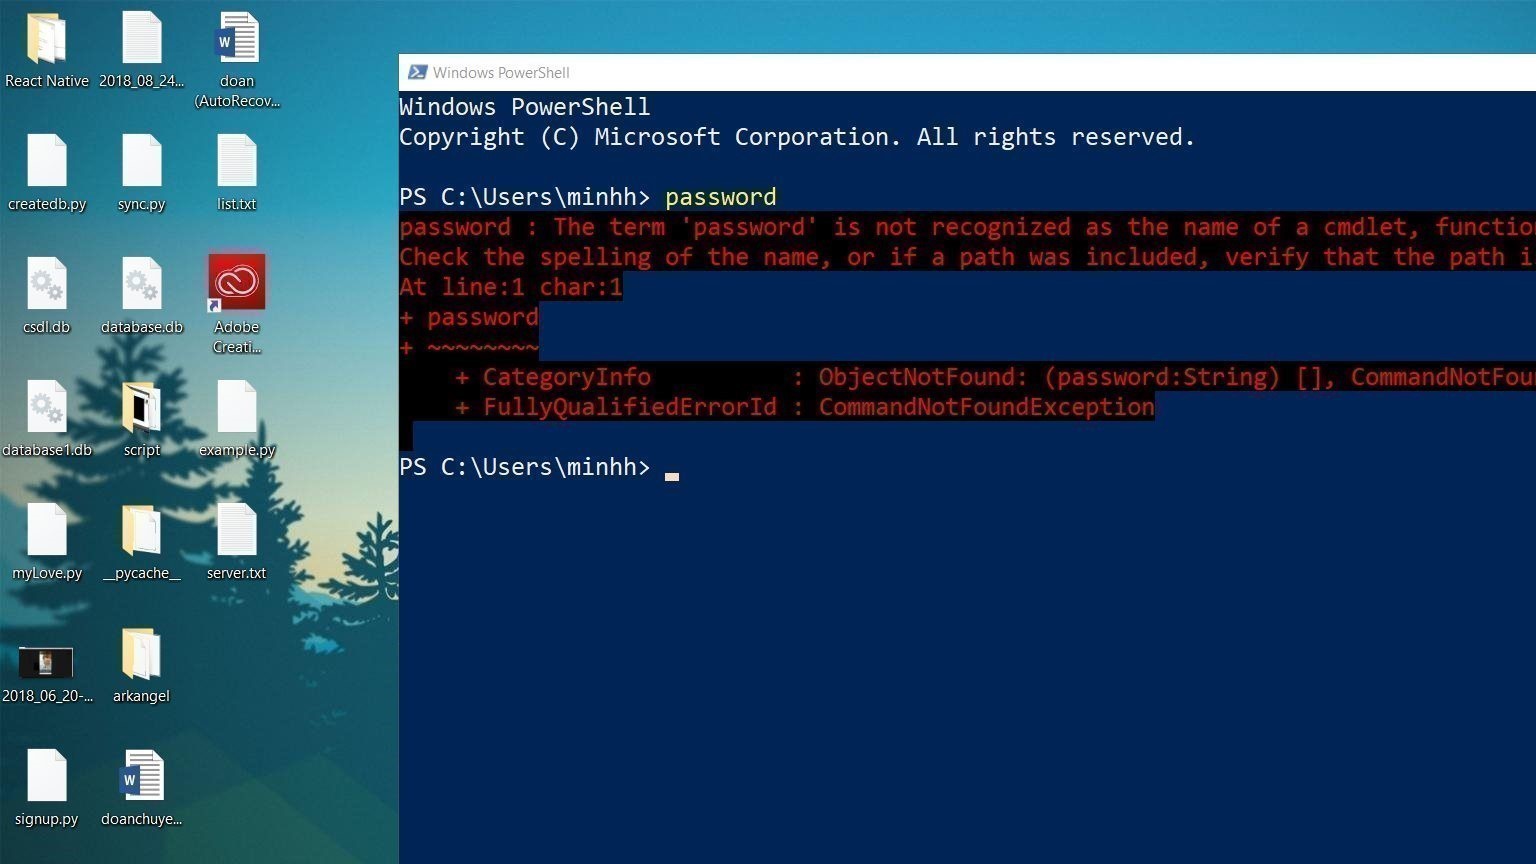 React Native
2018_08_24...
doan
(AutoRecov...
createdb.py
sync.py
list.txt
csdl.db
database.db
Adobe
Creati...
database1.db
script
example.py
myLove.py
__pycache__
server.txt
2018_06_20-...
arkangel
signup.py
doanchuye...
Windows PowerShell
Windows PowerShell
Copyright (C) Microsoft Corporation. All rights reserved.
PS C:\Users\minhh> password
password : The term 'password' is not recognized as the name of a cmdlet, functio
Check the spelling of the name, or if a path was included, verify that the path i
At line:1 char:1
+ password
+ ~~~~~~~~
+ CategoryInfo : ObjectNotFound: (password:String) [], CommandNotFou
+ FullyQualifiedErrorId : CommandNotFoundException
PS C:\Users\minhh> _